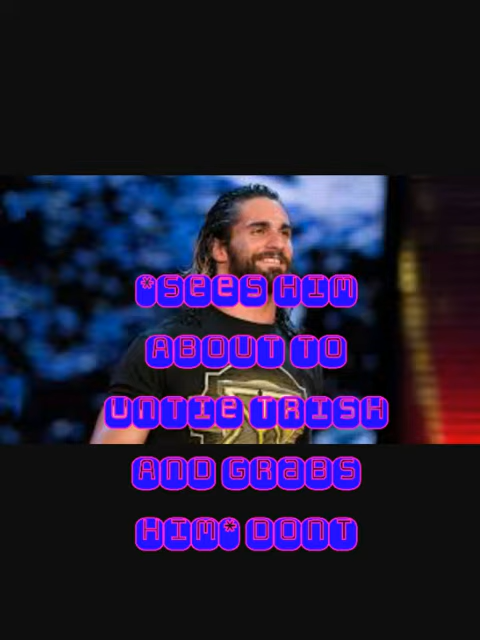 *sees HIM
ABOUT TO
UNTIE TRISH
AND GRaBS
HIM* DONT